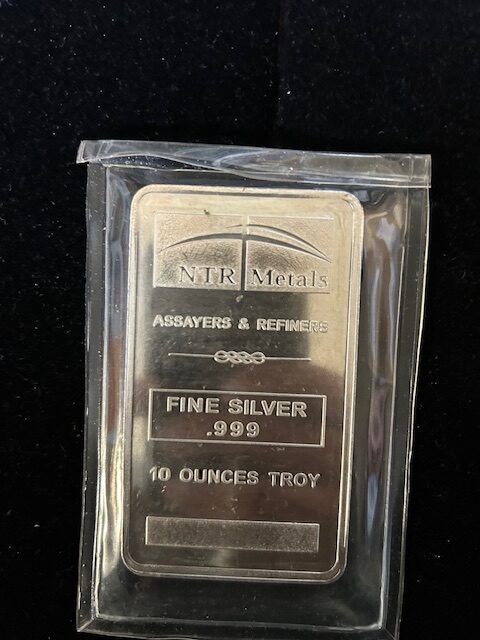 NTR Metals
ASSAYERS & REFINERS
FINE SILVER
.999
10 OUNCES TROY